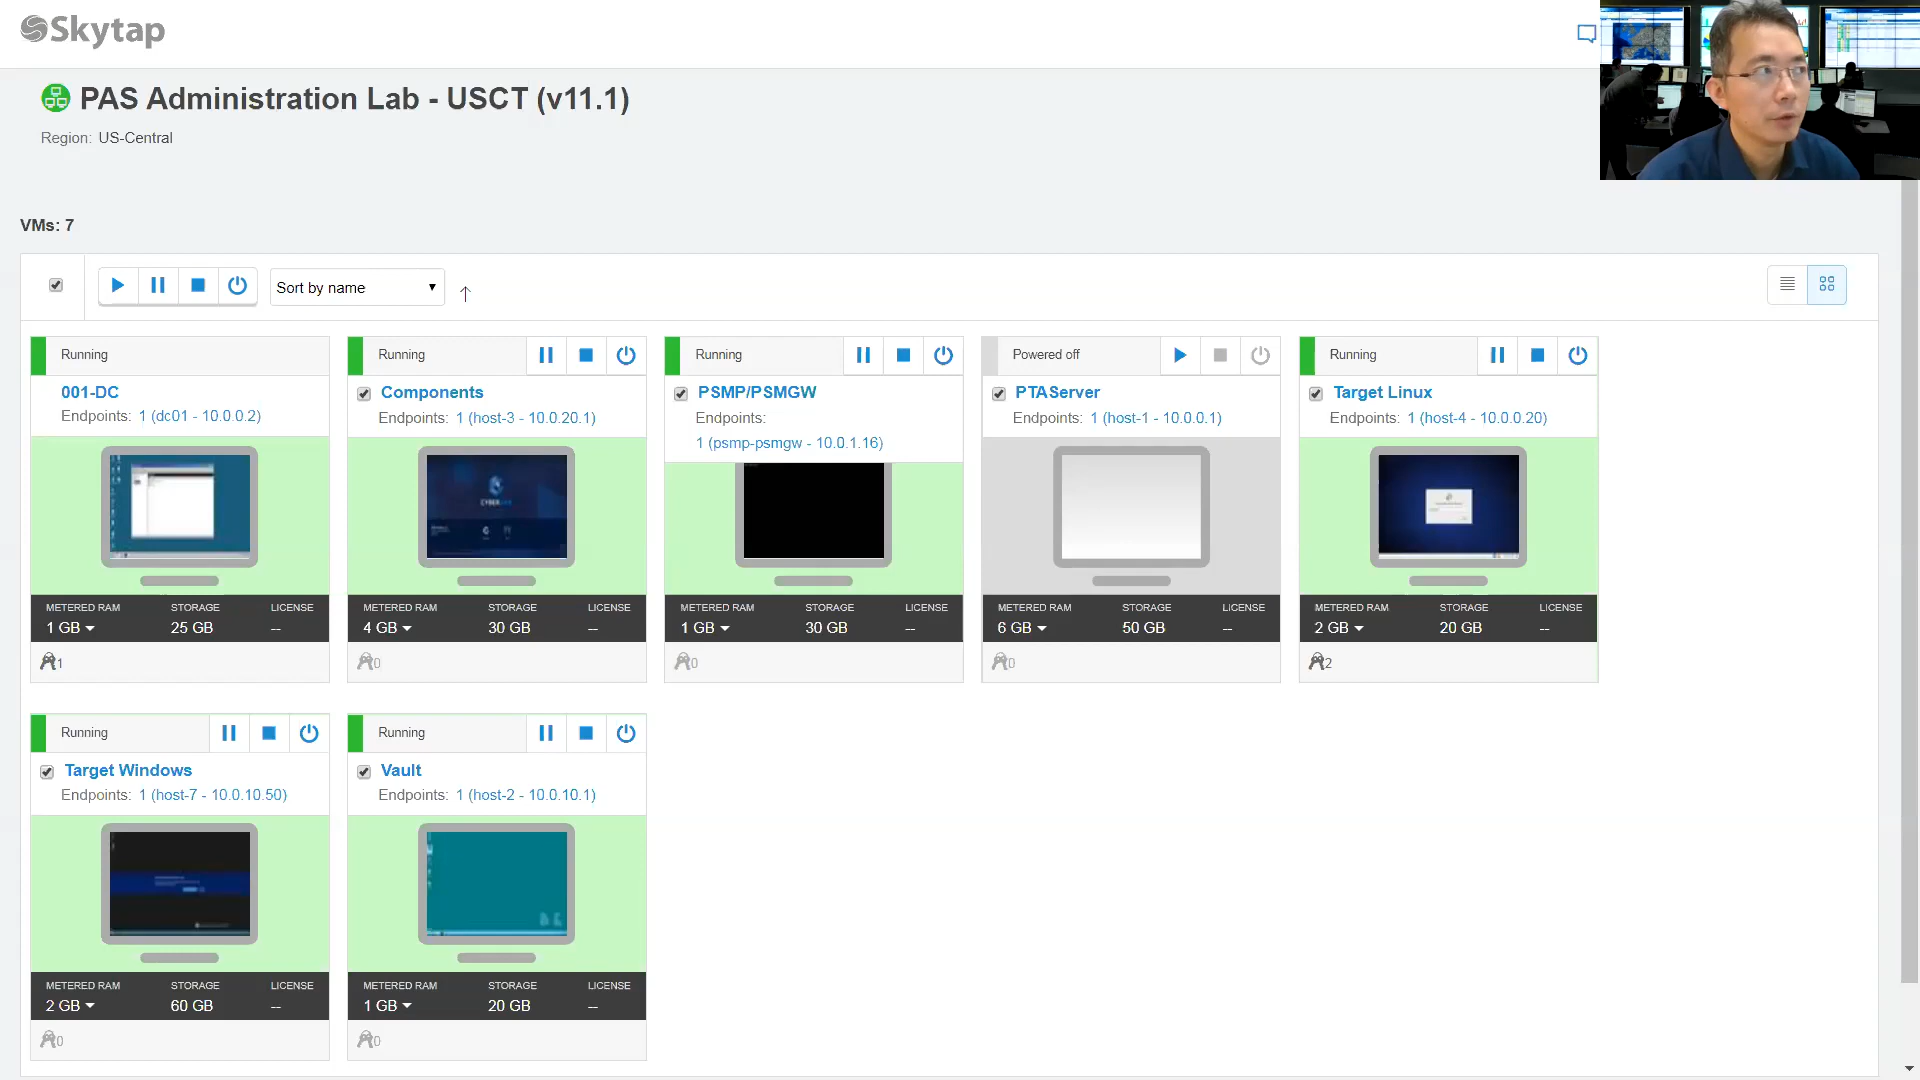 Skytap
PAS Administration Lab - USCT (v11.1)
Region: US-Central
VMs: 7
Sort by name
Running
001-DC
Endpoints: 1 (dc01 - 10.0.0.2)
METERED RAM STORAGE LICENSE
1 GB 25 GB --
1
Running
Components
Endpoints: 1 (host-3 - 10.0.20.1)
CYBER
METERED RAM STORAGE LICENSE
4 GB 30 GB --
0
Running
PSMP/PSMGW
Endpoints:
1 (psmp-psmgw - 10.0.1.16)
METERED RAM STORAGE LICENSE
1 GB 30 GB --
0
Powered off
PTAServer
Endpoints: 1 (host-1 - 10.0.0.1)
METERED RAM STORAGE LICENSE
6 GB 50 GB --
0
Running
Target Linux
Endpoints: 1 (host-4 - 10.0.0.20)
METERED RAM STORAGE LICENSE
2 GB 20 GB --
2
Running
Target Windows
Endpoints: 1 (host-7 - 10.0.10.50)
METERED RAM STORAGE LICENSE
2 GB 60 GB --
0
Running
Vault
Endpoints: 1 (host-2 - 10.0.10.1)
METERED RAM STORAGE LICENSE
1 GB 20 GB --
0